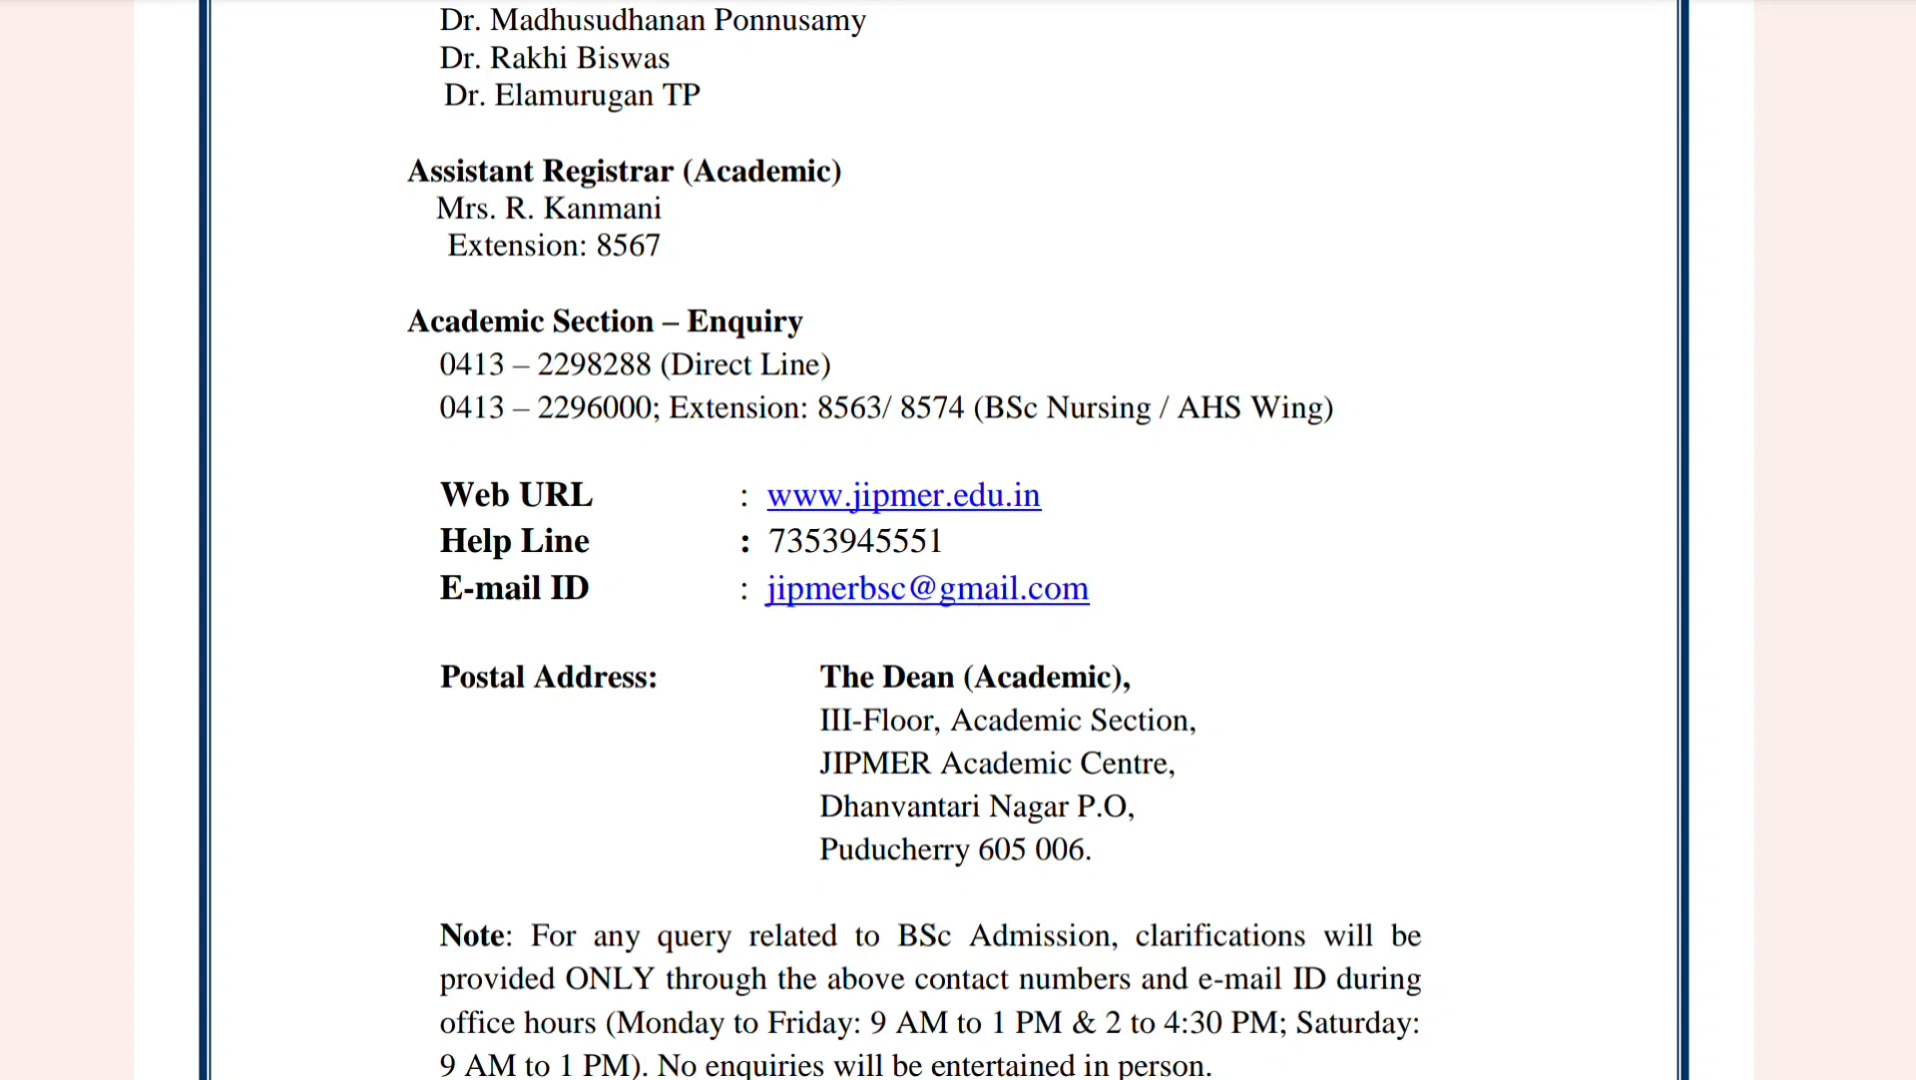 Dr. Madhusudhanan Ponnusamy
Dr. Rakhi Biswas
Dr. Elamurugan TP
Assistant Registrar (Academic)
Mrs. R. Kanmani
Extension: 8567
Academic Section – Enquiry
0413 – 2298288 (Direct Line)
0413 – 2296000; Extension: 8563/ 8574 (BSc Nursing / AHS Wing)
Web URL : www.jipmer.edu.in
Help Line : 7353945551
E-mail ID : jipmerbsc@gmail.com
Postal Address: The Dean (Academic),
III-Floor, Academic Section,
JIPMER Academic Centre,
Dhanvantari Nagar P.O,
Puducherry 605 006.
Note: For any query related to BSc Admission, clarifications will be
provided ONLY through the above contact numbers and e-mail ID during
office hours (Monday to Friday: 9 AM to 1 PM & 2 to 4:30 PM; Saturday:
9 AM to 1 PM). No enquiries will be entertained in person.